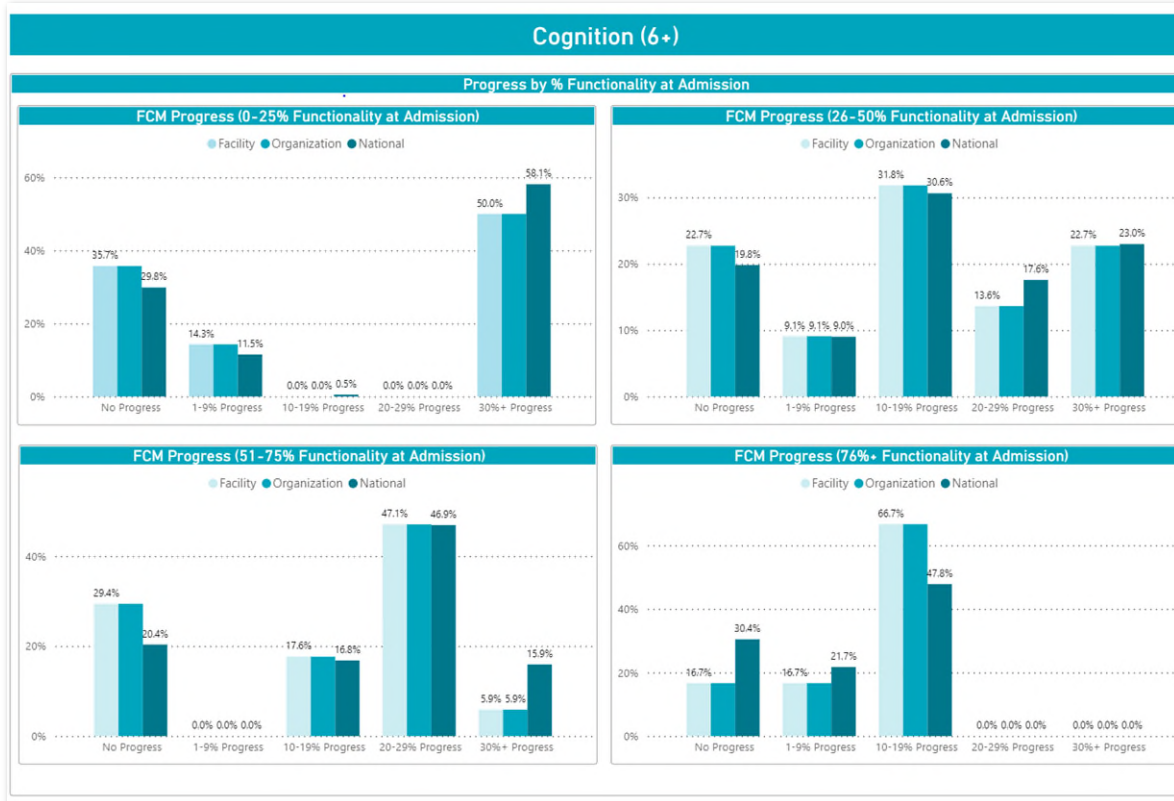 Cognition (6+)
Progress by % Functionality at Admission
FCM Progress (0-25% Functionality at Admission)
Facility Organization National
60%
40%
20%
0%
35.7% 29.8%
14.3% 11.5%
0.0% 0.0% 0.5%
0.0% 0.0% 0.0%
50.0% 58.1%
No Progress 1-9% Progress 10-19% Progress 20-29% Progress 30%+ Progress
FCM Progress (26-50% Functionality at Admission)
Facility Organization National
30%
20%
10%
0%
22.7% 19.8%
9.1% 9.1% 9.0%
31.8% 30.6%
13.6% 17.6%
22.7% 23.0%
No Progress 1-9% Progress 10-19% Progress 20-29% Progress 30%+ Progress
FCM Progress (51-75% Functionality at Admission)
Facility Organization National
40%
20%
0%
29.4% 20.4%
0.0% 0.0% 0.0%
17.6% 16.8%
47.1% 46.9%
5.9% 5.9% 15.9%
No Progress 1-9% Progress 10-19% Progress 20-29% Progress 30%+ Progress
FCM Progress (76%+ Functionality at Admission)
Facility Organization National
60%
40%
20%
0%
16.7% 30.4%
16.7% 21.7%
66.7% 47.8%
0.0% 0.0% 0.0%
0.0% 0.0% 0.0%
No Progress 1-9% Progress 10-19% Progress 20-29% Progress 30%+ Progress